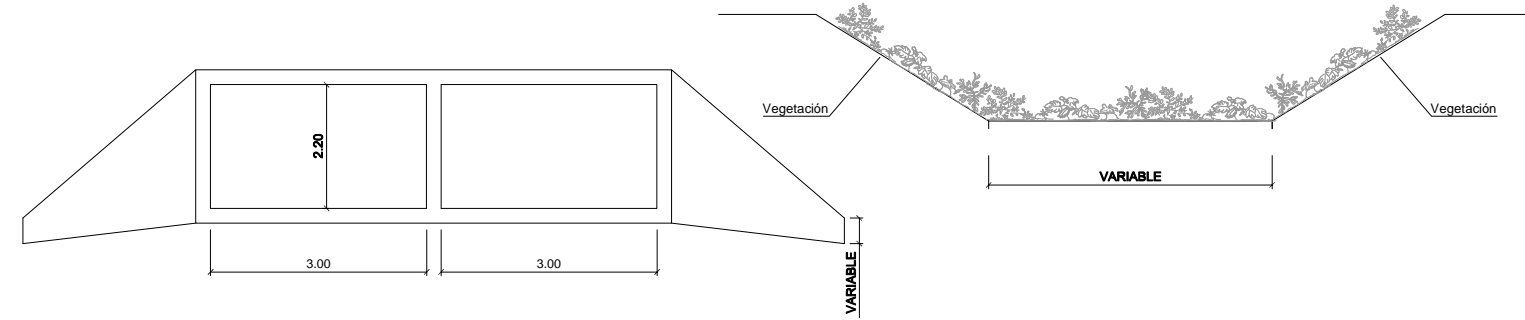 2.20
3.00
3.00
VARIABLE
Vegetación
Vegetación
VARIABLE